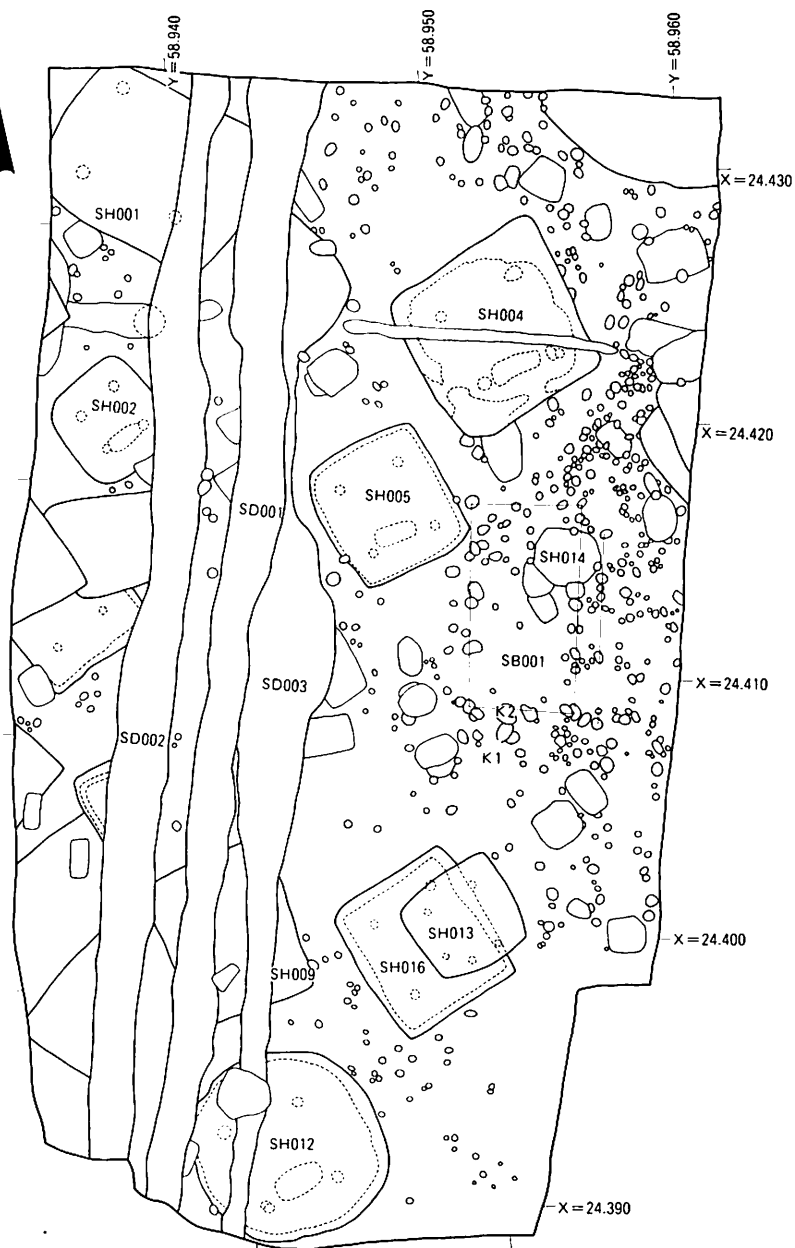 Y=58.940
Y=58.950
Y=58.960
X=24.430
SH001
SH004
SH002
X=24.420
SH005
SD001
SH014
SB001
SD003
X=24.410
K2
SD002
K1
SH013
X=24.400
SH016
SH009
SH012
X=24.390